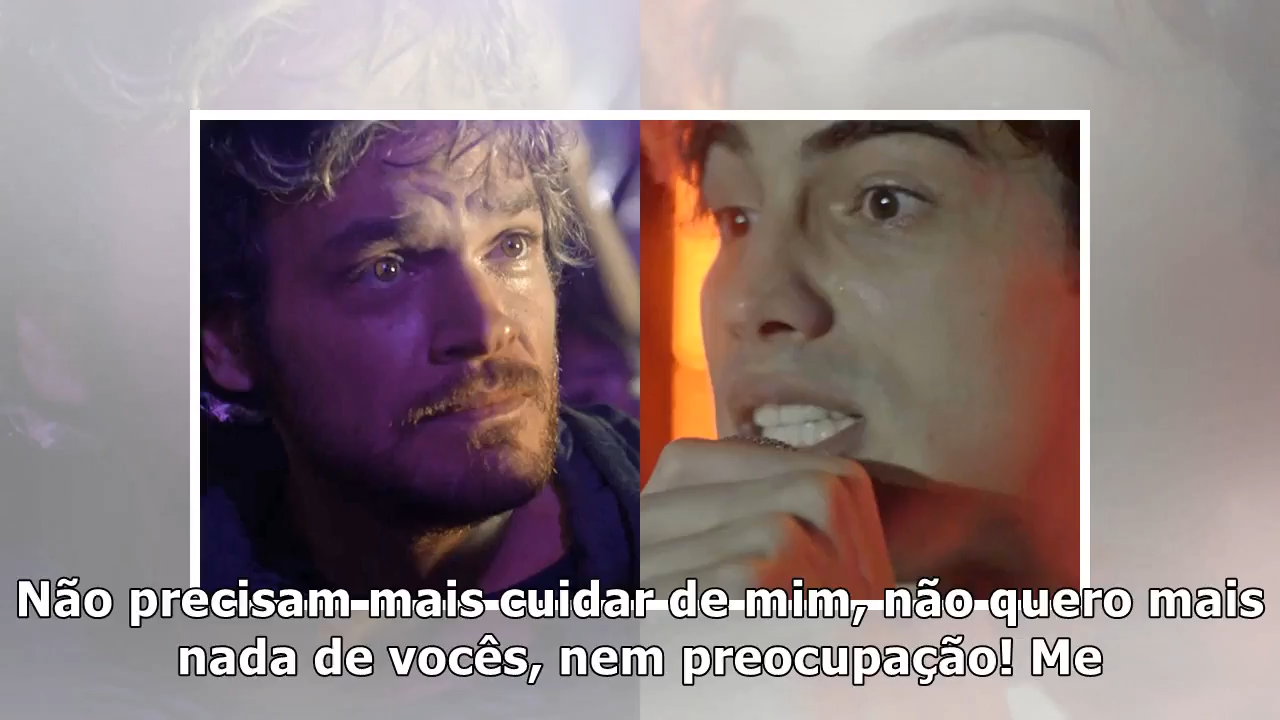 Não precisam mais cuidar de mim, não quero mais
nada de vocês, nem preocupação! Me